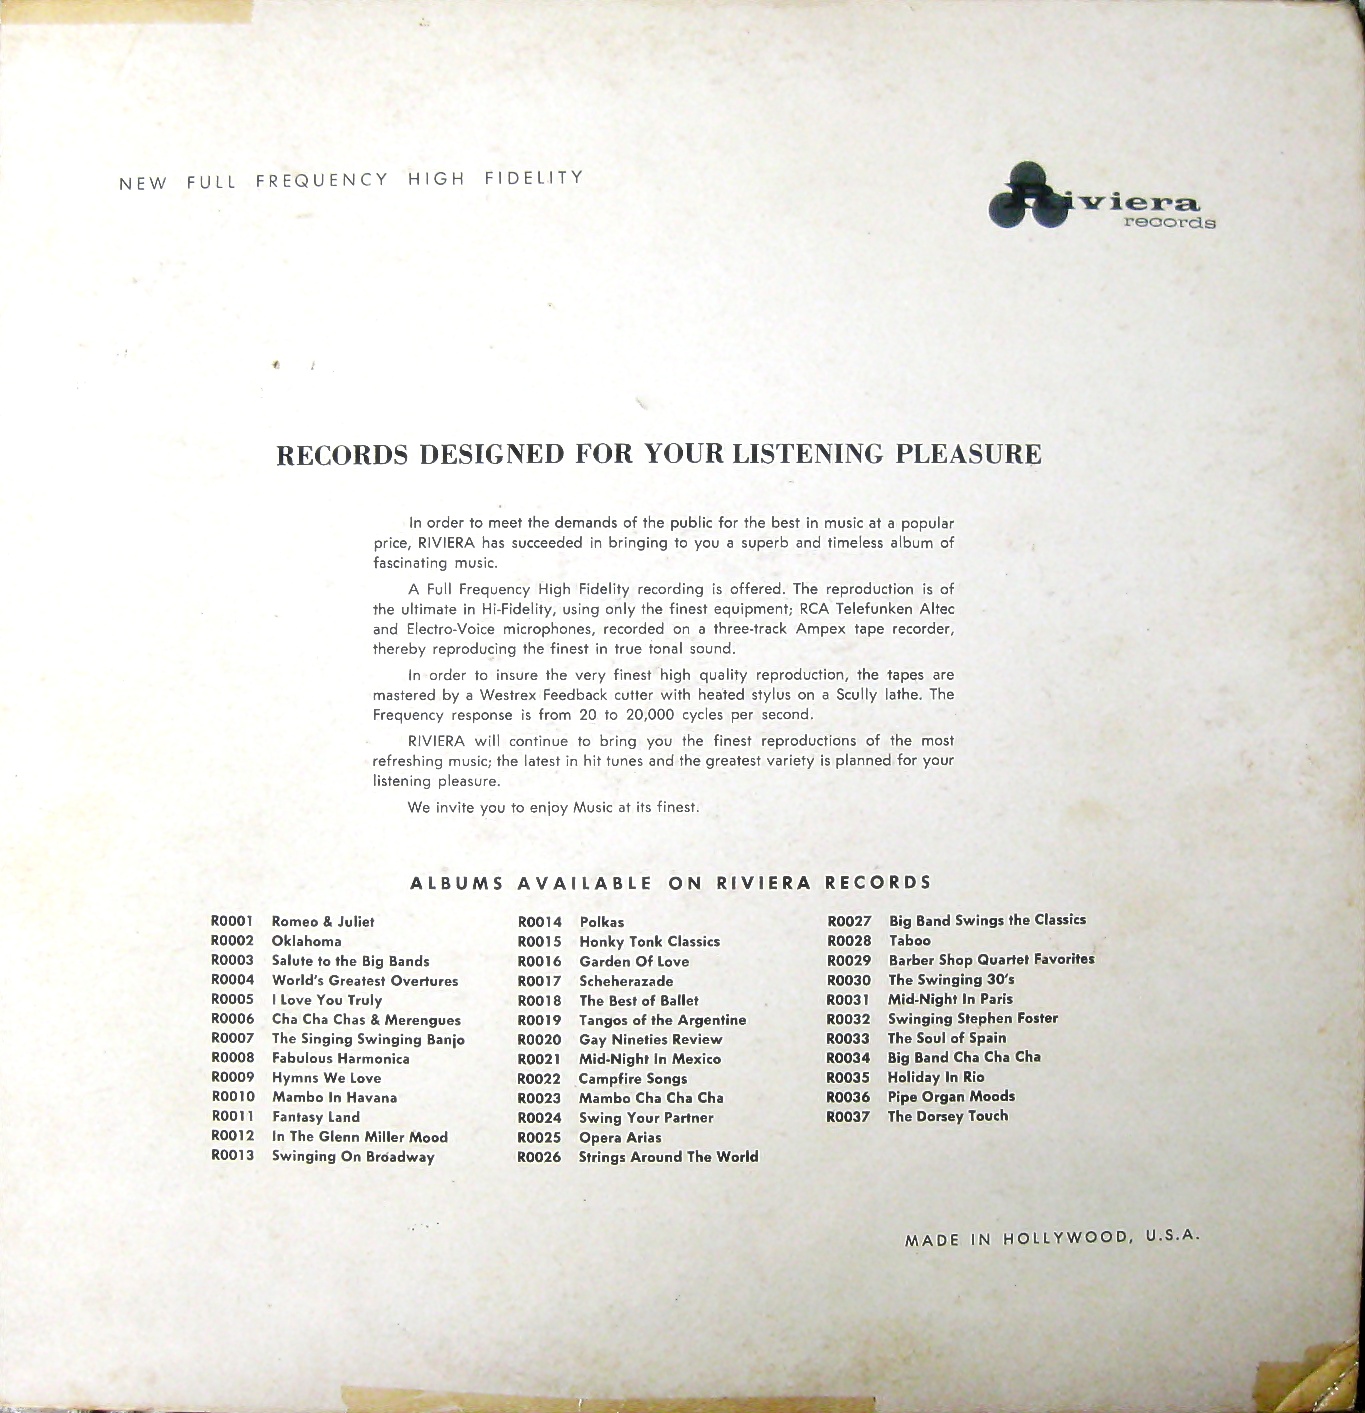 NEW FULL FREQUENCY HIGH FIDELITY
Riviera
records
RECORDS DESIGNED FOR YOUR LISTENING PLEASURE
In order to meet the demands of the public for the best in music at a popular
price, RIVIERA has succeeded in bringing to you a superb and timeless album of
fascinating music.
A Full Frequency High Fidelity recording is offered. The reproduction is of
the ultimate in Hi-Fidelity, using only the finest equipment; RCA Telefunken Altec
and Electro-Voice microphones, recorded on a three-track Ampex tape recorder,
thereby reproducing the finest in true tonal sound.
In order to insure the very finest high quality reproduction, the tapes are
mastered by a Westrex Feedback cutter with heated stylus on a Scully lathe. The
Frequency response is from 20 to 20,000 cycles per second.
RIVIERA will continue to bring you the finest reproductions of the most
refreshing music; the latest in hit tunes and the greatest variety is planned for your
listening pleasure.
We invite you to enjoy Music at its finest.
ALBUMS AVAILABLE ON RIVIERA RECORDS
R0001 Romeo & Juliet
R0002 Oklahoma
R0003 Salute to the Big Bands
R0004 World's Greatest Overtures
R0005 I Love You Truly
R0006 Cha Cha Chas & Merengues
R0007 The Singing Swinging Banjo
R0008 Fabulous Harmonica
R0009 Hymns We Love
R0010 Mambo In Havana
R0011 Fantasy Land
R0012 In The Glenn Miller Mood
R0013 Swinging On Broadway
R0014 Polkas
R0015 Honky Tonk Classics
R0016 Garden Of Love
R0017 Scheherazade
R0018 The Best of Ballet
R0019 Tangos of the Argentine
R0020 Gay Nineties Review
R0021 Mid-Night In Mexico
R0022 Campfire Songs
R0023 Mambo Cha Cha Cha
R0024 Swing Your Partner
R0025 Opera Arias
R0026 Strings Around The World
R0027 Big Band Swings the Classics
R0028 Taboo
R0029 Barber Shop Quartet Favorites
R0030 The Swinging 30's
R0031 Mid-Night In Paris
R0032 Swinging Stephen Foster
R0033 The Soul of Spain
R0034 Big Band Cha Cha Cha
R0035 Holiday In Rio
R0036 Pipe Organ Moods
R0037 The Dorsey Touch
MADE IN HOLLYWOOD, U.S.A.